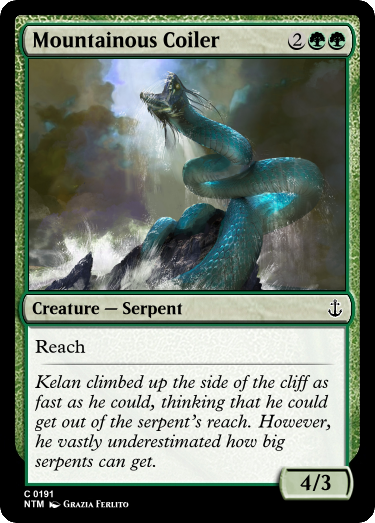 Mountainous Coiler 2
Creature — Serpent
Reach
Kelan climbed up the side of the cliff as
fast as he could, thinking that he could
get out of the serpent's reach. However,
he vastly underestimated how big
serpents can get.
4/3
C 0191
NTM Grazia Ferlito